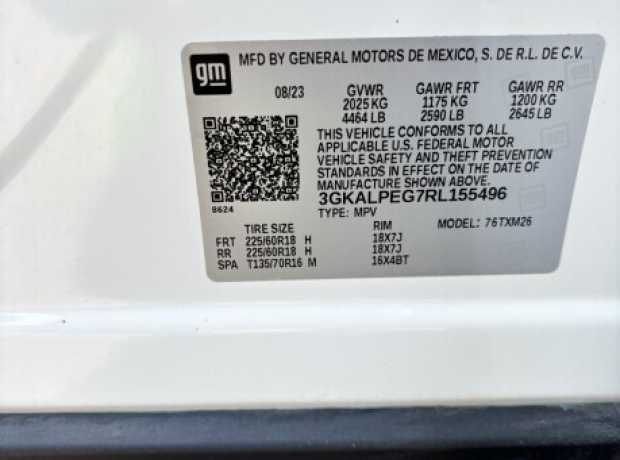 gm MFD BY GENERAL MOTORS DE MEXICO, S. DE R.L. DE C.V.
08/23 GVWR GAWR FRT GAWR RR
2025 KG 1175 KG 1200 KG
4464 LB 2590 LB 2645 LB
THIS VEHICLE CONFORMS TO ALL
APPLICABLE U.S. FEDERAL MOTOR
VEHICLE SAFETY AND THEFT PREVENTION
STANDARDS IN EFFECT ON THE DATE OF
MANUFACTURE SHOWN ABOVE.
3GKALPEG7RL155496
8624 TYPE: MPV MODEL: 76TXM26
TIRE SIZE RIM
FRT 225/60R18 H 18X7J
RR 225/60R18 H 18X7J
SPA T135/70R16 M 16X4BT